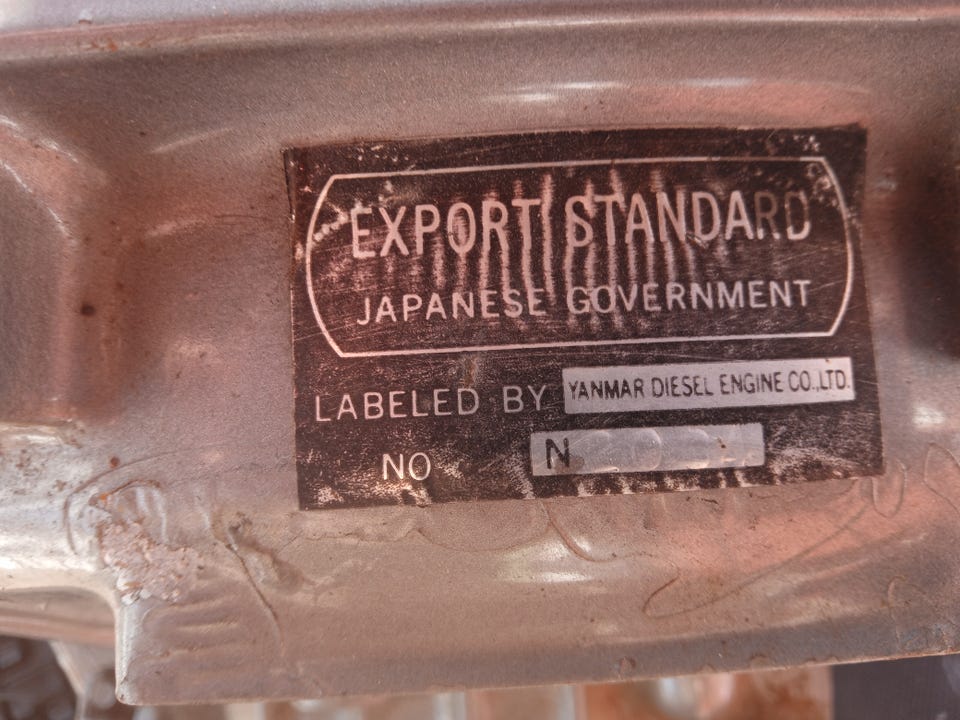 EXPORT STANDARD
JAPANESE GOVERNMENT
LABELED BY YANMAR DIESEL ENGINE CO.,LTD.
NO N